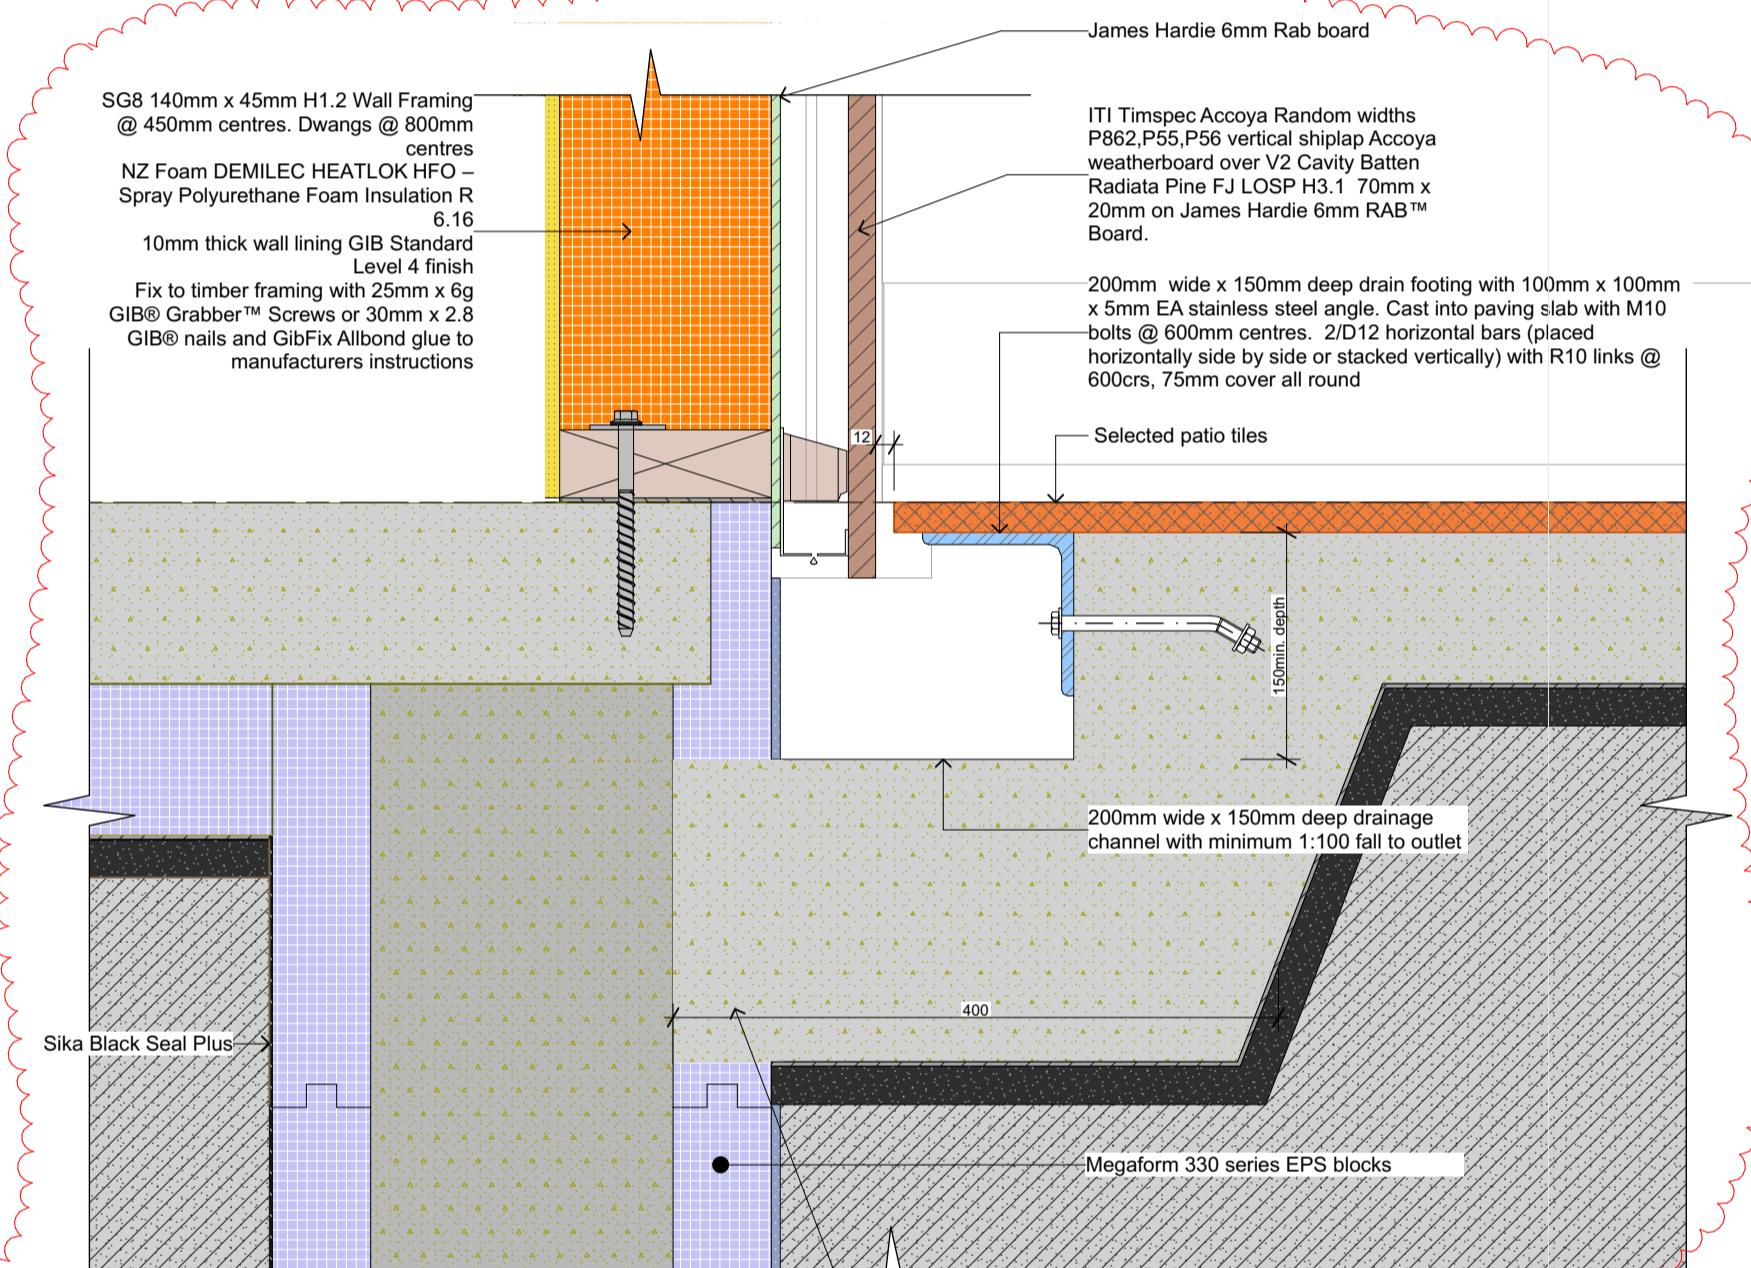 James Hardie 6mm Rab board
SG8 140mm x 45mm H1.2 Wall Framing
@ 450mm centres. Dwangs @ 800mm
centres
NZ Foam DEMILEC HEATLOK HFO –
Spray Polyurethane Foam Insulation R
6.16
10mm thick wall lining GIB Standard
Level 4 finish
Fix to timber framing with 25mm x 6g
GIB® Grabber™ Screws or 30mm x 2.8
GIB® nails and GibFix Allbond glue to
manufacturers instructions
ITI Timspec Accoya Random widths
P862,P55,P56 vertical shiplap Accoya
weatherboard over V2 Cavity Batten
Radiata Pine FJ LOSP H3.1  70mm x
20mm on James Hardie 6mm RAB™
Board.
200mm  wide x 150mm deep drain footing with 100mm x 100mm
x 5mm EA stainless steel angle. Cast into paving slab with M10
bolts @ 600mm centres.  2/D12 horizontal bars (placed
horizontally side by side or stacked vertically) with R10 links @
600crs, 75mm cover all round
12
Selected patio tiles
150min. depth
200mm wide x 150mm deep drainage
channel with minimum 1:100 fall to outlet
400
Sika Black Seal Plus
Megaform 330 series EPS blocks